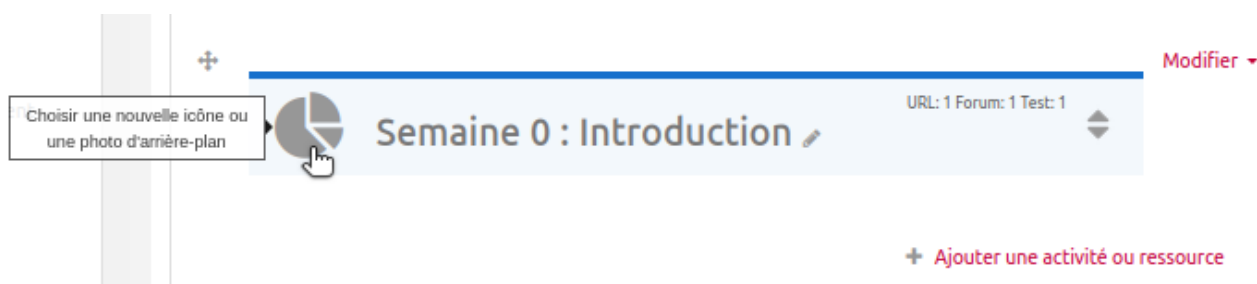 Modifier
URL: 1 Forum: 1 Test: 1
Choisir une nouvelle icône ou
une photo d'arrière-plan
Semaine 0 : Introduction
Ajouter une activité ou ressource